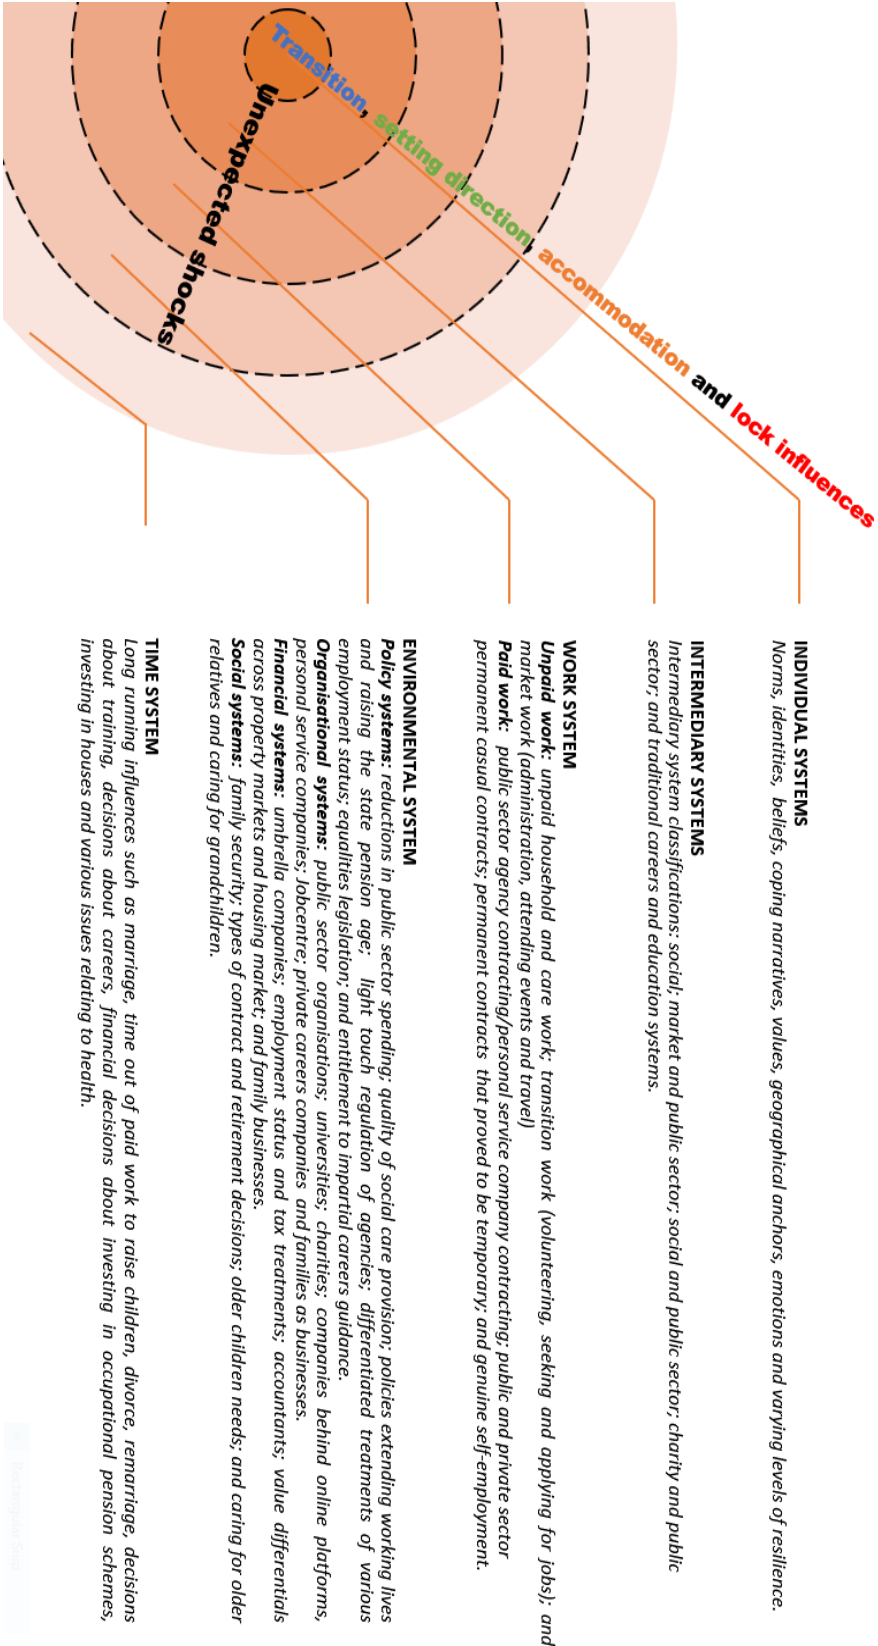 Transition, setting direction, accommodation and lock influences
Unexpected shocks
INDIVIDUAL SYSTEMS
Norms, identities, beliefs, coping narratives, values, geographical anchors, emotions and varying levels of resilience.
INTERMEDIARY SYSTEMS
Intermediary system classifications: social; market and public sector; social and public sector; charity and public
sector; and traditional careers and education systems.
WORK SYSTEM
Unpaid work: unpaid household and care work; transition work (volunteering, seeking and applying for jobs); and
market work (administration, attending events and travel)
Paid work: public sector agency contracting/personal service company contracting; public and private sector
permanent casual contracts; permanent contracts that proved to be temporary; and genuine self-employment.
ENVIRONMENTAL SYSTEM
Policy systems: reductions in public sector spending; quality of social care provision; policies extending working lives
and raising the state pension age; light touch regulation of agencies; differentiated treatments of various
employment status; equalities legislation; and entitlement to impartial careers guidance.
Organisational systems: public sector organisations; universities; charities; companies behind online platforms,
personal service companies; Jobcentre; private careers companies and families as businesses.
Financial systems: umbrella companies; employment status and tax treatments; accountants; value differentials
across property markets and housing market; and family businesses.
Social systems: family security; types of contract and retirement decisions; older children needs; and caring for older
relatives and caring for grandchildren.
TIME SYSTEM
Long running influences such as marriage, time out of paid work to raise children, divorce, remarriage, decisions
about training, decisions about careers, financial decisions about investing in occupational pension schemes,
investing in houses and various issues relating to health.